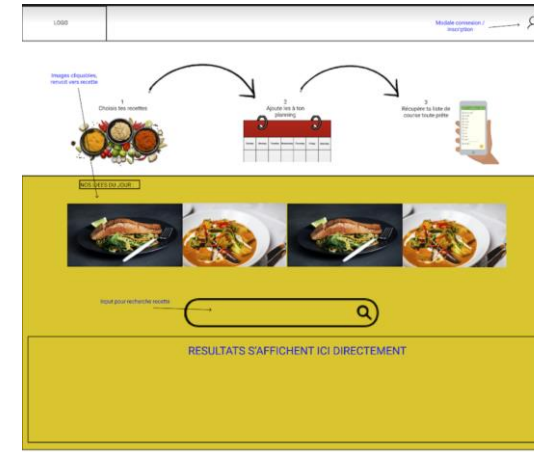 LOGO
Modale connexion /
inscription
Images cliquables,
renvoit vers recette
1
Choisis tes recettes
2
Ajoute les à ton
planning
3
Récupère ta liste de
course toute prête
NOS IDEES DU JOUR
Input pour recherche recette
RESULTATS S'AFFICHENT ICI DIRECTEMENT